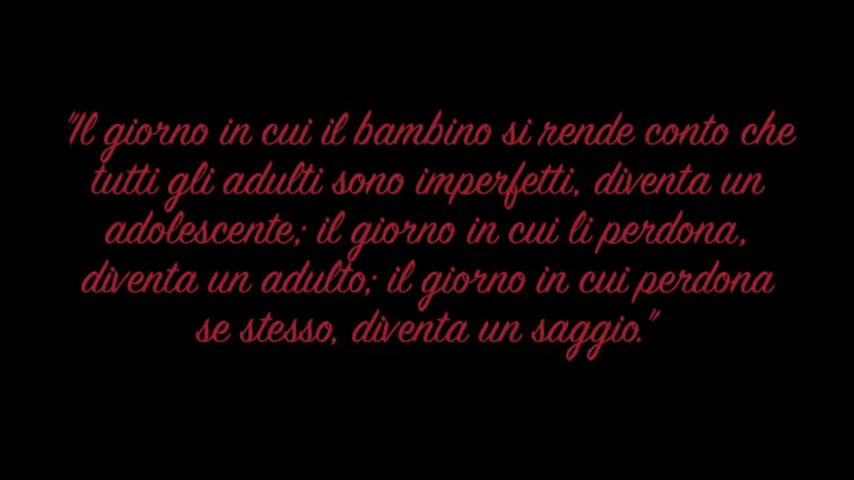 "Il giorno in cui il bambino si rende conto che
tutti gli adulti sono imperfetti, diventa un
adolescente; il giorno in cui li perdona,
diventa un adulto; il giorno in cui perdona
se stesso, diventa un saggio."